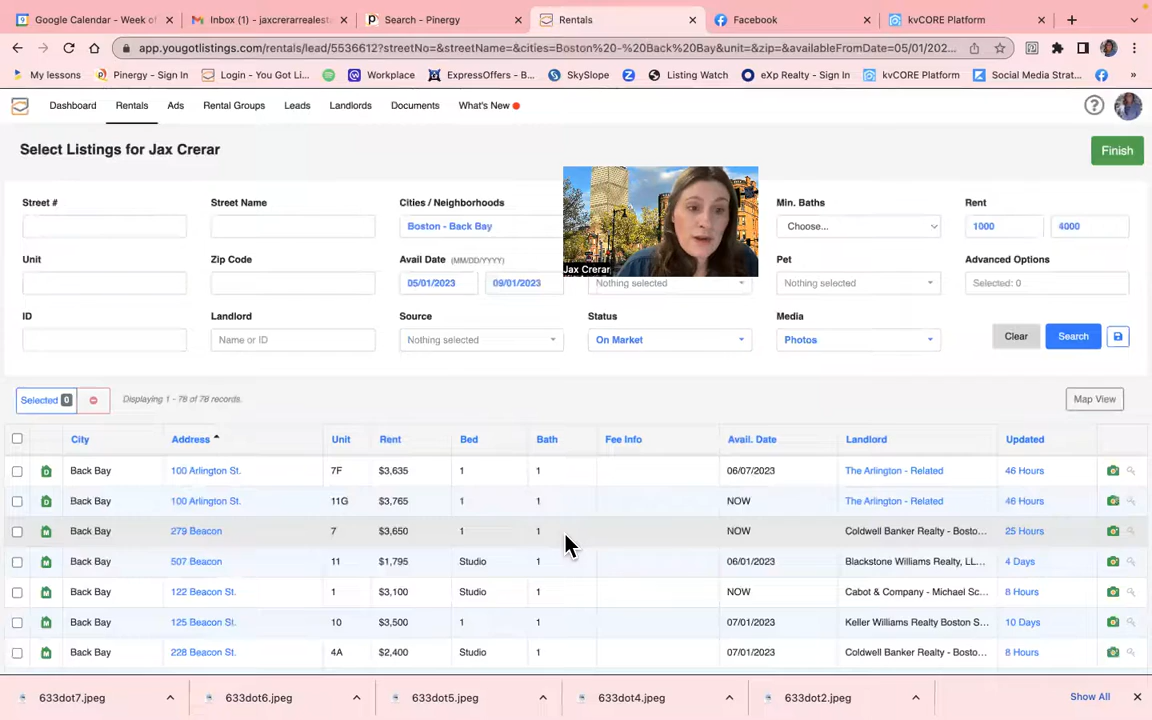 Google Calendar - Week of
Inbox (1) - jaxcrerarrealesta
Search - Pinergy
Rentals
Facebook
kvCORE Platform
app.yougotlistings.com/rentals/lead/5536612?streetNo=&streetName=&cities=Boston%20-%20Back%20Bay&unit=&zip=&availableFromDate=05/01/202...
My lessons
Pinergy - Sign In
Login - You Got Li...
Workplace
ExpressOffers - B...
SkySlope
Listing Watch
eXp Realty - Sign In
kvCORE Platform
Social Media Strat...
»
Dashboard
Rentals
Ads
Rental Groups
Leads
Landlords
Documents
What's New
?
Select Listings for Jax Crerar
Finish
Street #
Street Name
Cities / Neighborhoods
Min. Baths
Rent
Boston - Back Bay
Choose...
1000
4000
Unit
Zip Code
Avail Date (MM/DD/YYYY)
Pet
Advanced Options
Jax Crerar
05/01/2023
09/01/2023
Nothing selected
Nothing selected
Selected: 0
ID
Landlord
Source
Status
Media
Name or ID
Nothing selected
On Market
Photos
Clear
Search
Selected 0
Displaying 1 - 78 of 78 records.
Map View
City Address Unit Rent Bed Bath Fee Info Avail. Date Landlord Updated
D Back Bay 100 Arlington St. 7F $3,635 1 1 06/07/2023 The Arlington - Related 46 Hours
D Back Bay 100 Arlington St. 11G $3,765 1 1 NOW The Arlington - Related 46 Hours
M Back Bay 279 Beacon 7 $3,650 1 1 NOW Coldwell Banker Realty - Bosto... 25 Hours
M Back Bay 507 Beacon 11 $1,795 Studio 1 06/01/2023 Blackstone Williams Realty, LL... 4 Days
M Back Bay 122 Beacon St. 1 $3,100 Studio 1 NOW Cabot & Company - Michael Sc... 8 Hours
M Back Bay 125 Beacon St. 10 $3,500 1 1 07/01/2023 Keller Williams Realty Boston S... 10 Days
M Back Bay 228 Beacon St. 4A $2,400 Studio 1 07/01/2023 Coldwell Banker Realty - Bosto... 8 Hours
633dot7.jpeg
633dot6.jpeg
633dot5.jpeg
633dot4.jpeg
633dot2.jpeg
Show All